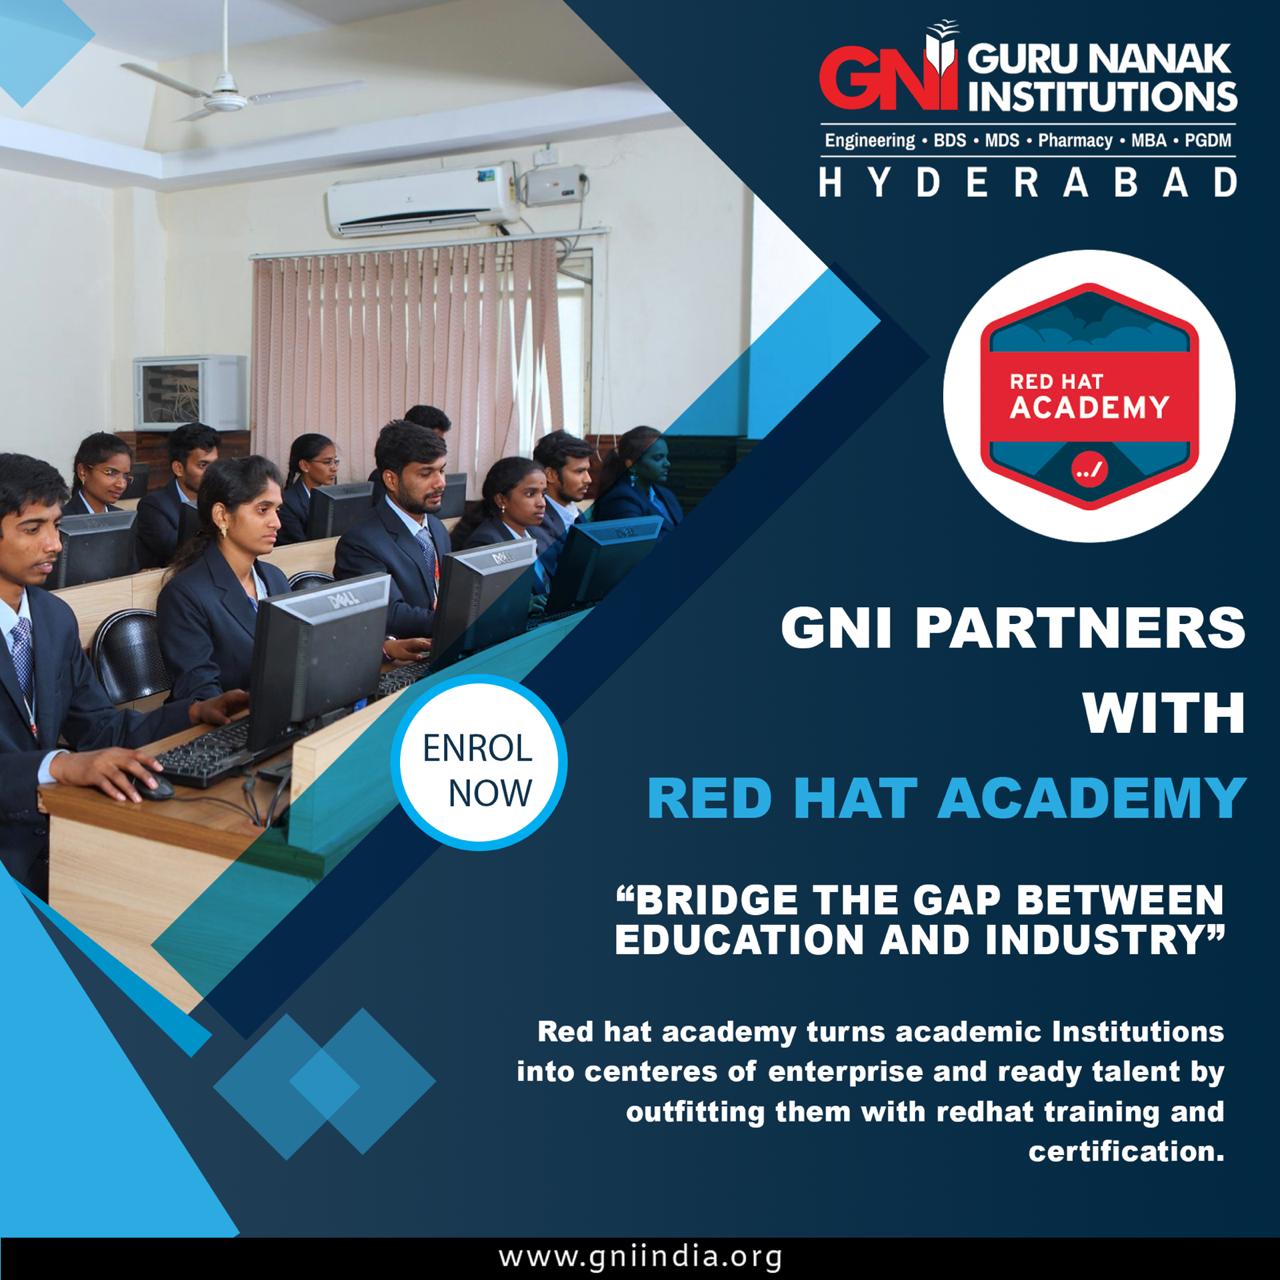 GNI GURU NANAK
INSTITUTIONS
Engineering • BDS • MDS • Pharmacy • MBA • PGDM
HYDERABAD
RED HAT
ACADEMY
../
DELL
DELL
DELL
GNI PARTNERS
WITH
RED HAT ACADEMY
ENROL
NOW
“BRIDGE THE GAP BETWEEN
EDUCATION AND INDUSTRY”
Red hat academy turns academic Institutions
into centeres of enterprise and ready talent by
outfitting them with redhat training and
certification.
www.gniindia.org